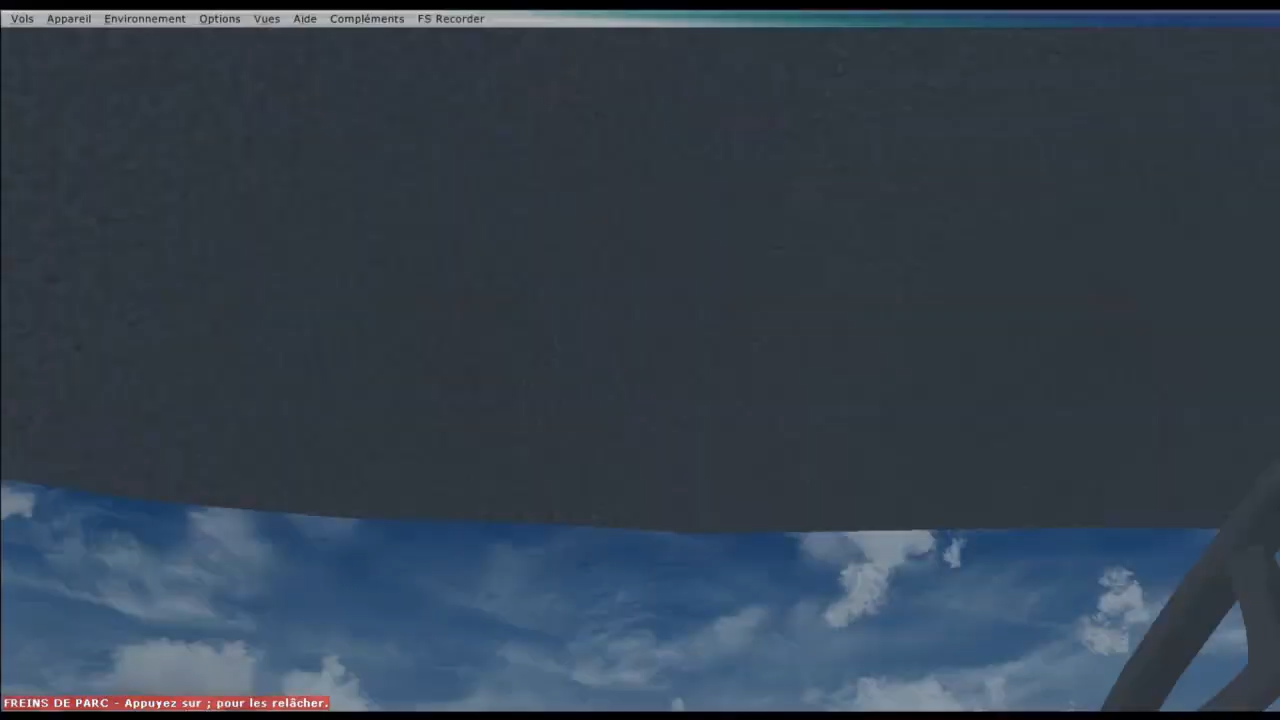 Vols Appareil Environnement Options Vues Aide Compléments FS Recorder
FREINS DE PARC - Appuyez sur ; pour les relâcher.